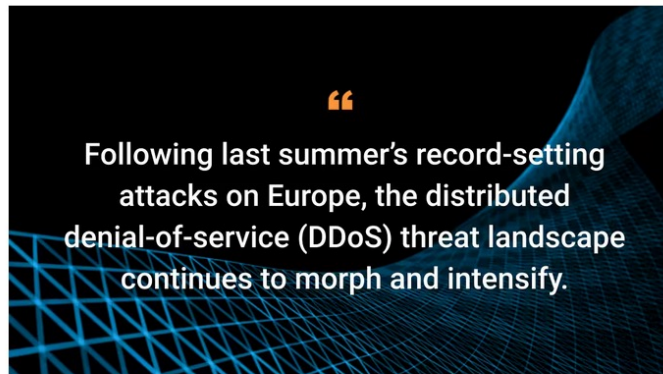 “
Following last summer’s record-setting
attacks on Europe, the distributed
denial-of-service (DDoS) threat landscape
continues to morph and intensify.